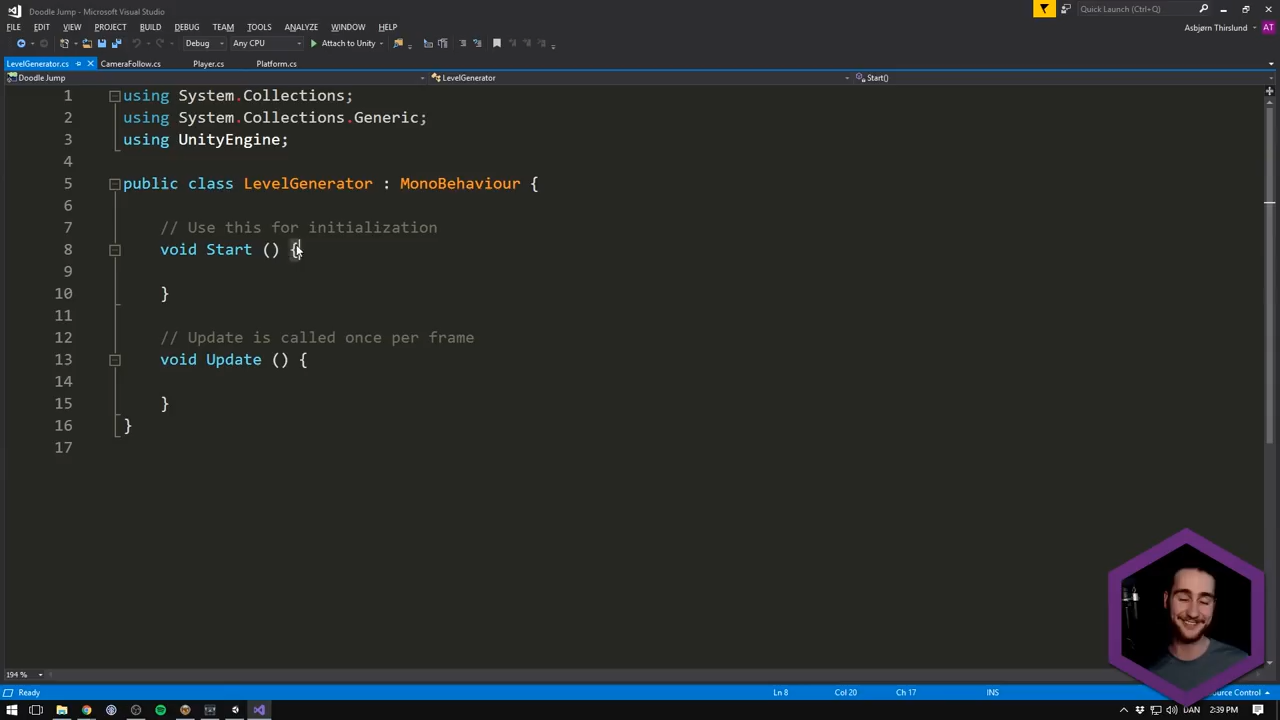 Doodle Jump - Microsoft Visual Studio
Quick Launch (Ctrl+Q)
FILE EDIT VIEW PROJECT BUILD DEBUG TEAM TOOLS ANALYZE WINDOW HELP
Asbjørn Thirslund AT
Debug Any CPU Attach to Unity
LevelGenerator.cs CameraFollow.cs Player.cs Platform.cs
Doodle Jump LevelGenerator Start()
1 using System.Collections;
2 using System.Collections.Generic;
3 using UnityEngine;
4
5 public class LevelGenerator : MonoBehaviour {
6
7 // Use this for initialization
8 void Start () {
9
10 }
11
12 // Update is called once per frame
13 void Update () {
14
15 }
16 }
17
194 %
Ready Ln 8 Col 20 Ch 17 INS ource Control
DAN 2:39 PM